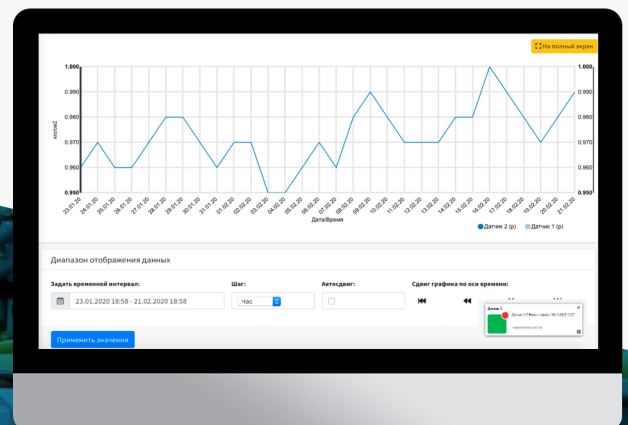 На полный экран
1.000 1.000
0.990 0.990
0.980 0.980
0.970 0.970
0.960 0.960
0.950 0.950
кгс/см2
23.01.20 24.01.20 25.01.20 26.01.20 27.01.20 28.01.20 29.01.20 30.01.20 31.01.20 01.02.20 02.02.20 03.02.20 04.02.20 05.02.20 06.02.20 07.02.20 08.02.20 09.02.20 10.02.20 11.02.20 12.02.20 13.02.20 14.02.20 15.02.20 16.02.20 17.02.20 18.02.20 19.02.20 20.02.20 21.02.20
Дата/Время
Датчик 2 (p) Датчик 1 (p)
Диапазон отображения данных
Задать временной интервал: Шаг: Автосдвиг: Сдвиг графика по оси времени:
23.01.2020 18:58 - 21.02.2020 18:58 Час
Применить значения